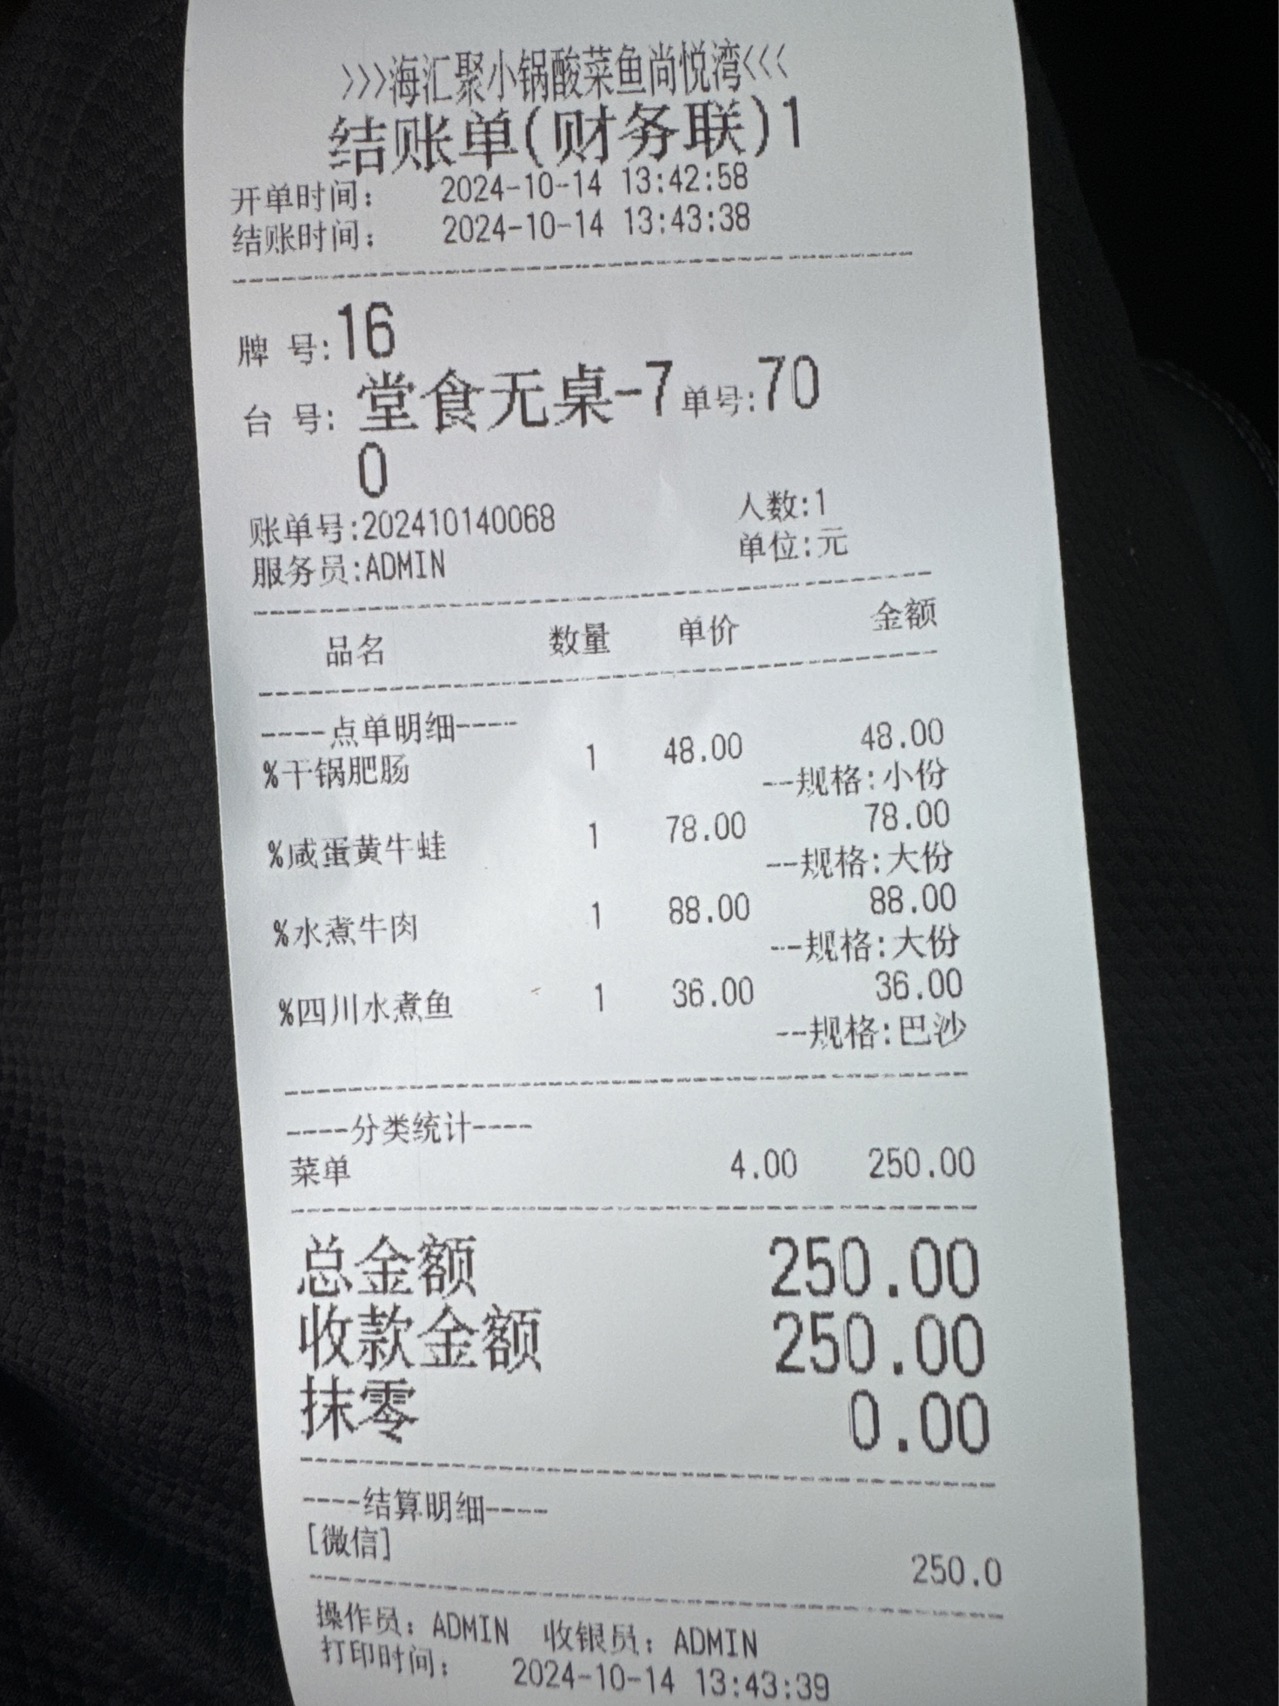 >>>海汇聚小锅酸菜鱼尚悦湾<<<
结账单(财务联)1
开单时间： 2024-10-14 13:42:58
结账时间： 2024-10-14 13:43:38
牌 号:16
台 号: 堂食无桌-7 单号:70
0
账单号:202410140068 人数:1
服务员:ADMIN 单位:元
品名 数量 单价 金额
----点单明细----
%干锅肥肠 1 48.00 48.00
--规格:小份
%咸蛋黄牛蛙 1 78.00 78.00
--规格:大份
%水煮牛肉 1 88.00 88.00
--规格:大份
%四川水煮鱼 1 36.00 36.00
--规格:巴沙
----分类统计----
菜单 4.00 250.00
总金额 250.00
收款金额 250.00
抹零 0.00
----结算明细----
[微信] 250.0
操作员：ADMIN 收银员：ADMIN
打印时间： 2024-10-14 13:43:39